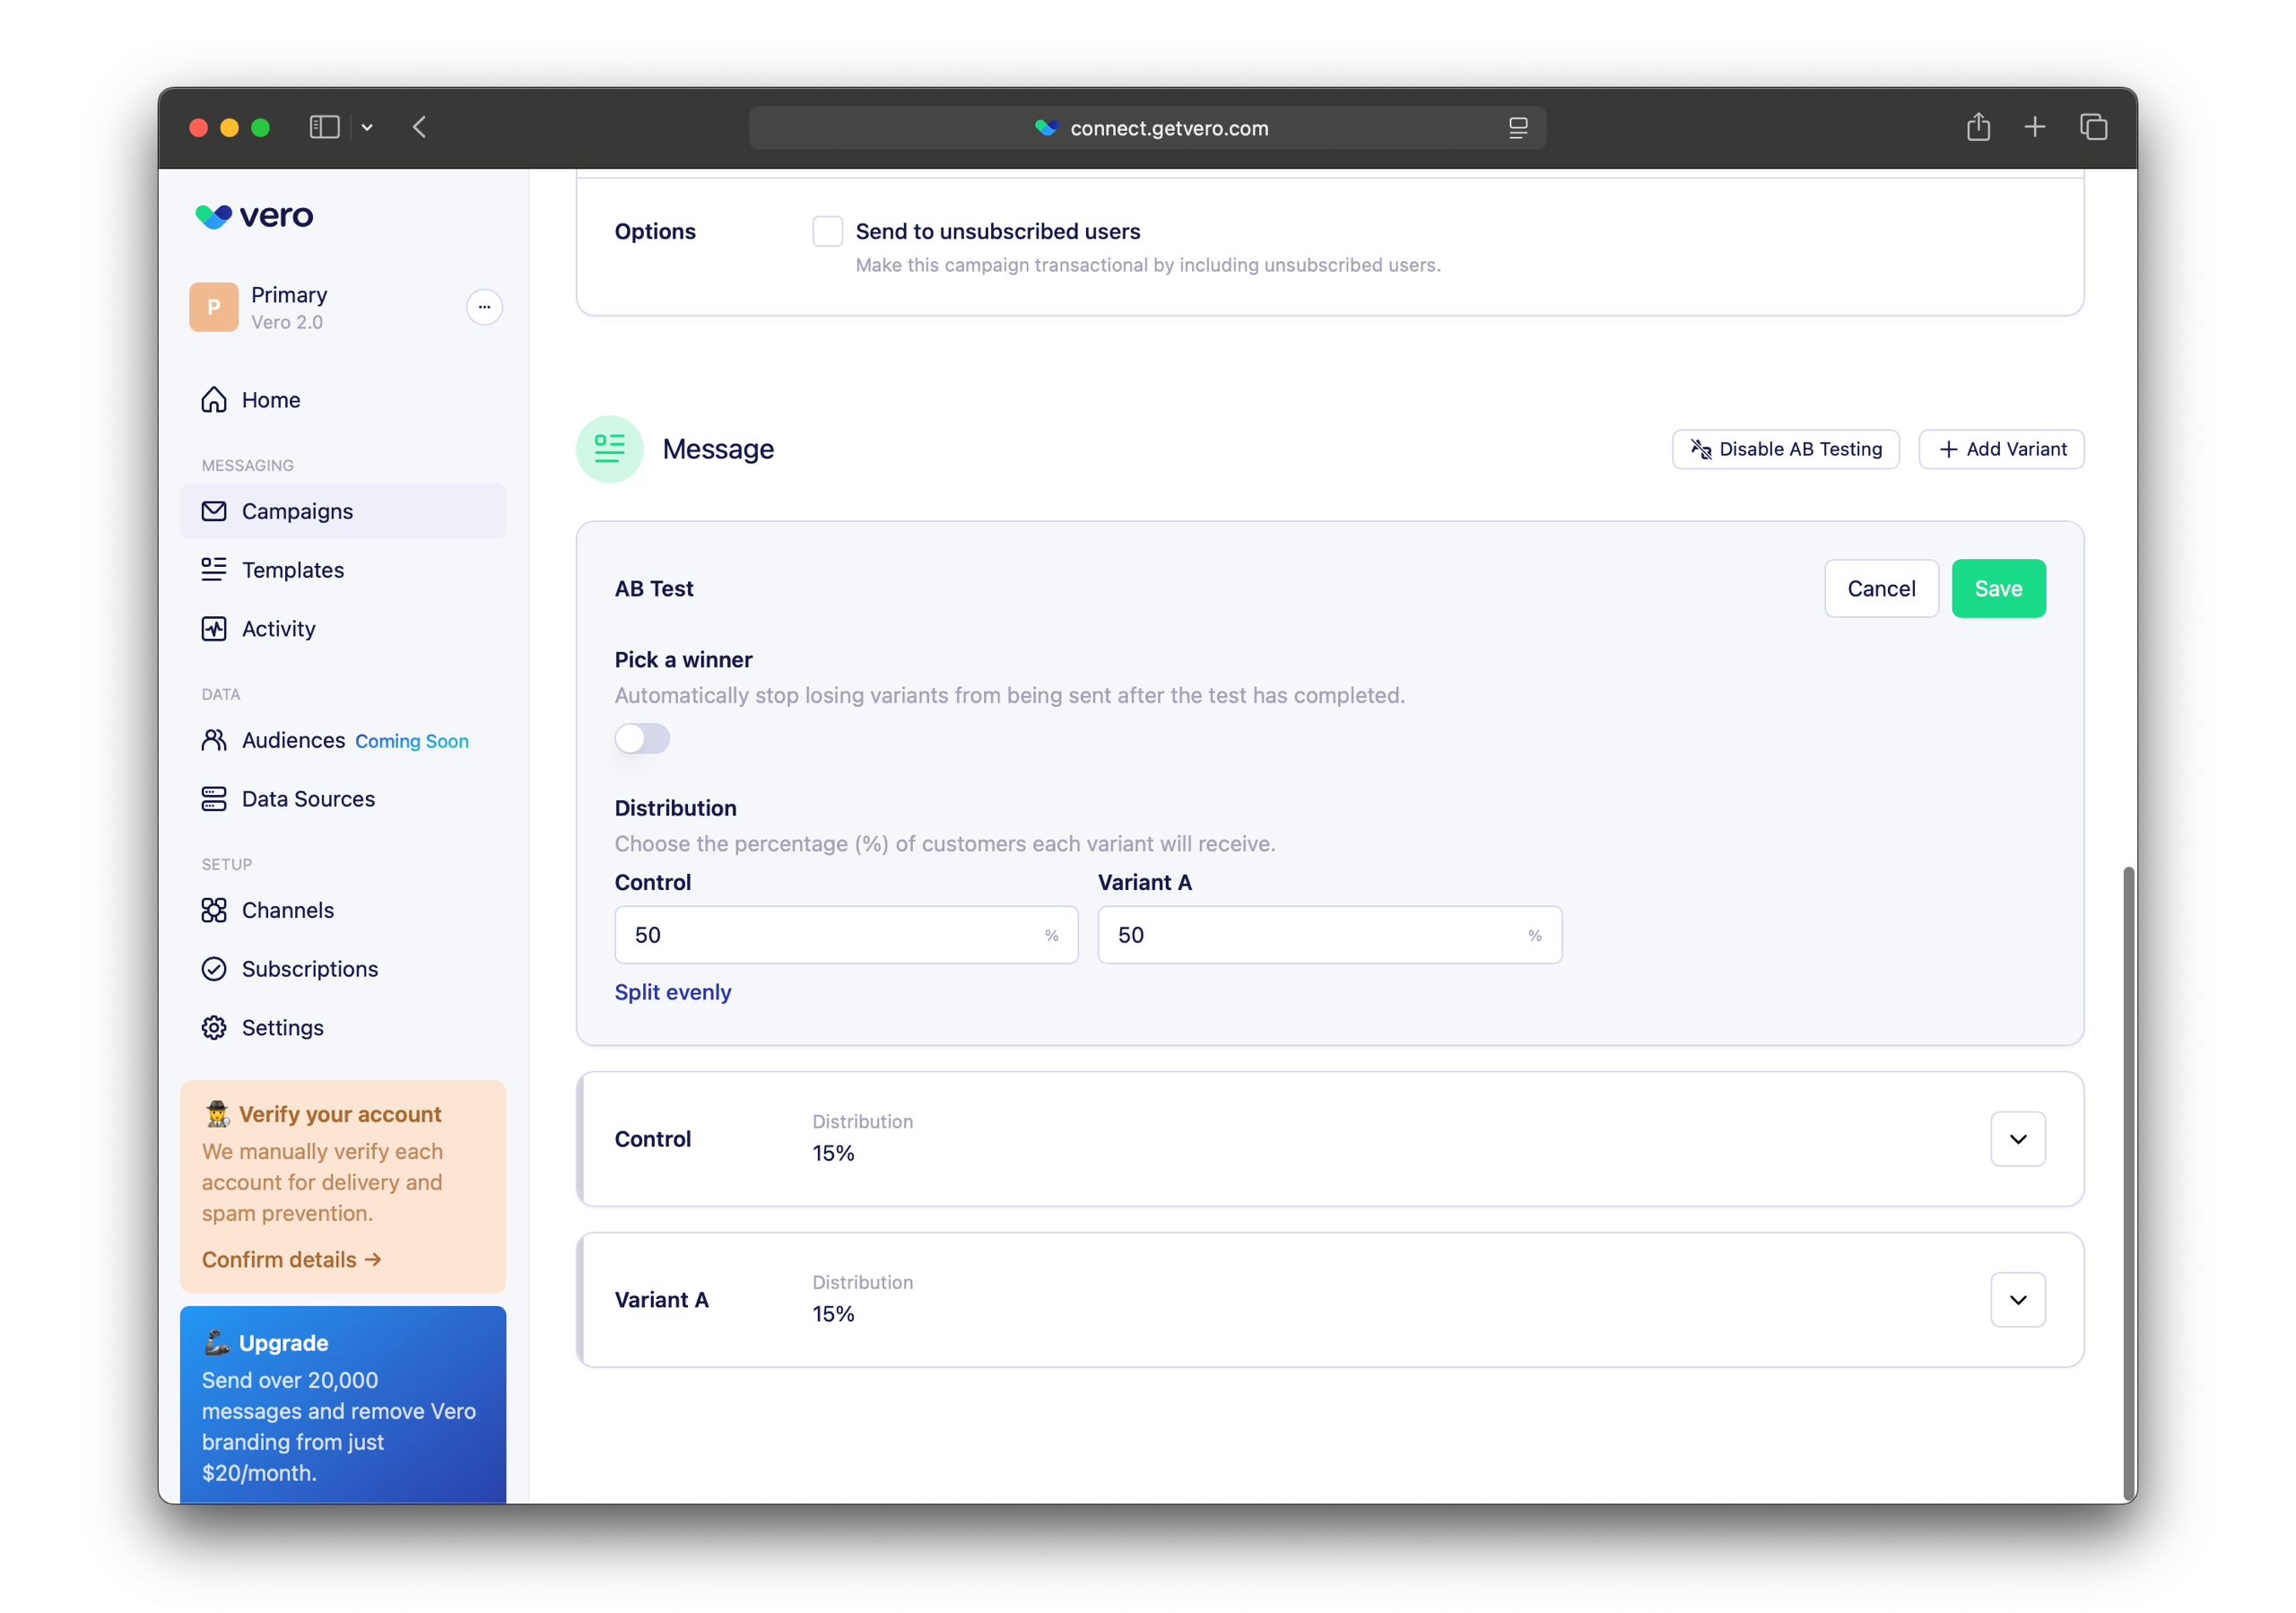 connect.getvero.com
vero
P
Primary
Vero 2.0
Home
MESSAGING
Campaigns
Templates
Activity
DATA
Audiences Coming Soon
Data Sources
SETUP
Channels
Subscriptions
Settings
Verify your account
We manually verify each
account for delivery and
spam prevention.
Confirm details →
Upgrade
Send over 20,000
messages and remove Vero
branding from just
$20/month.
Options
Send to unsubscribed users
Make this campaign transactional by including unsubscribed users.
Message
Disable AB Testing
+ Add Variant
AB Test
Cancel
Save
Pick a winner
Automatically stop losing variants from being sent after the test has completed.
Distribution
Choose the percentage (%) of customers each variant will receive.
Control Variant A
50 % 50 %
Split evenly
Control
Distribution
15%
Variant A
Distribution
15%